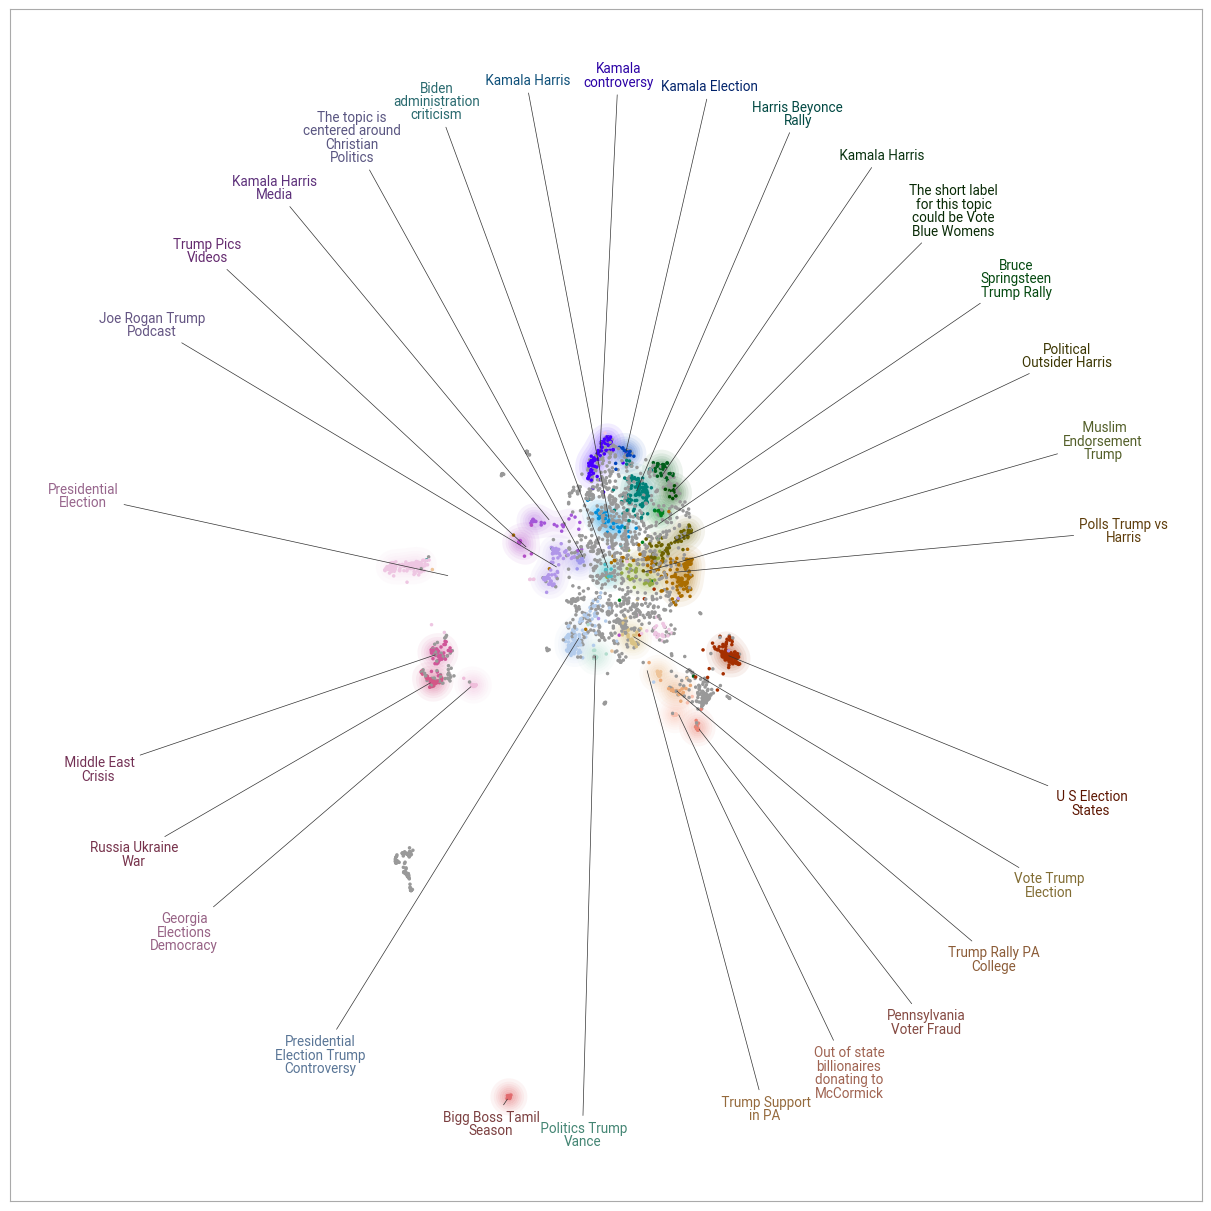 Kamala
controversy
Kamala Harris
Biden
administration
criticism
Kamala Election
Harris Beyonce
Rally
The topic is
centered around
Christian
Politics
Kamala Harris
Kamala Harris
Media
The short label
for this topic
could be Vote
Blue Womens
Trump Pics
Videos
Bruce
Springsteen
Trump Rally
Joe Rogan Trump
Podcast
Political
Outsider Harris
Muslim
Endorsement
Trump
Presidential
Election
Polls Trump vs
Harris
Middle East
Crisis
U S Election
States
Russia Ukraine
War
Vote Trump
Election
Georgia
Elections
Democracy
Trump Rally PA
College
Pennsylvania
Voter Fraud
Presidential
Election Trump
Controversy
Out of state
billionaires
donating to
McCormick
Trump Support
in PA
Bigg Boss Tamil
Season
Politics Trump
Vance